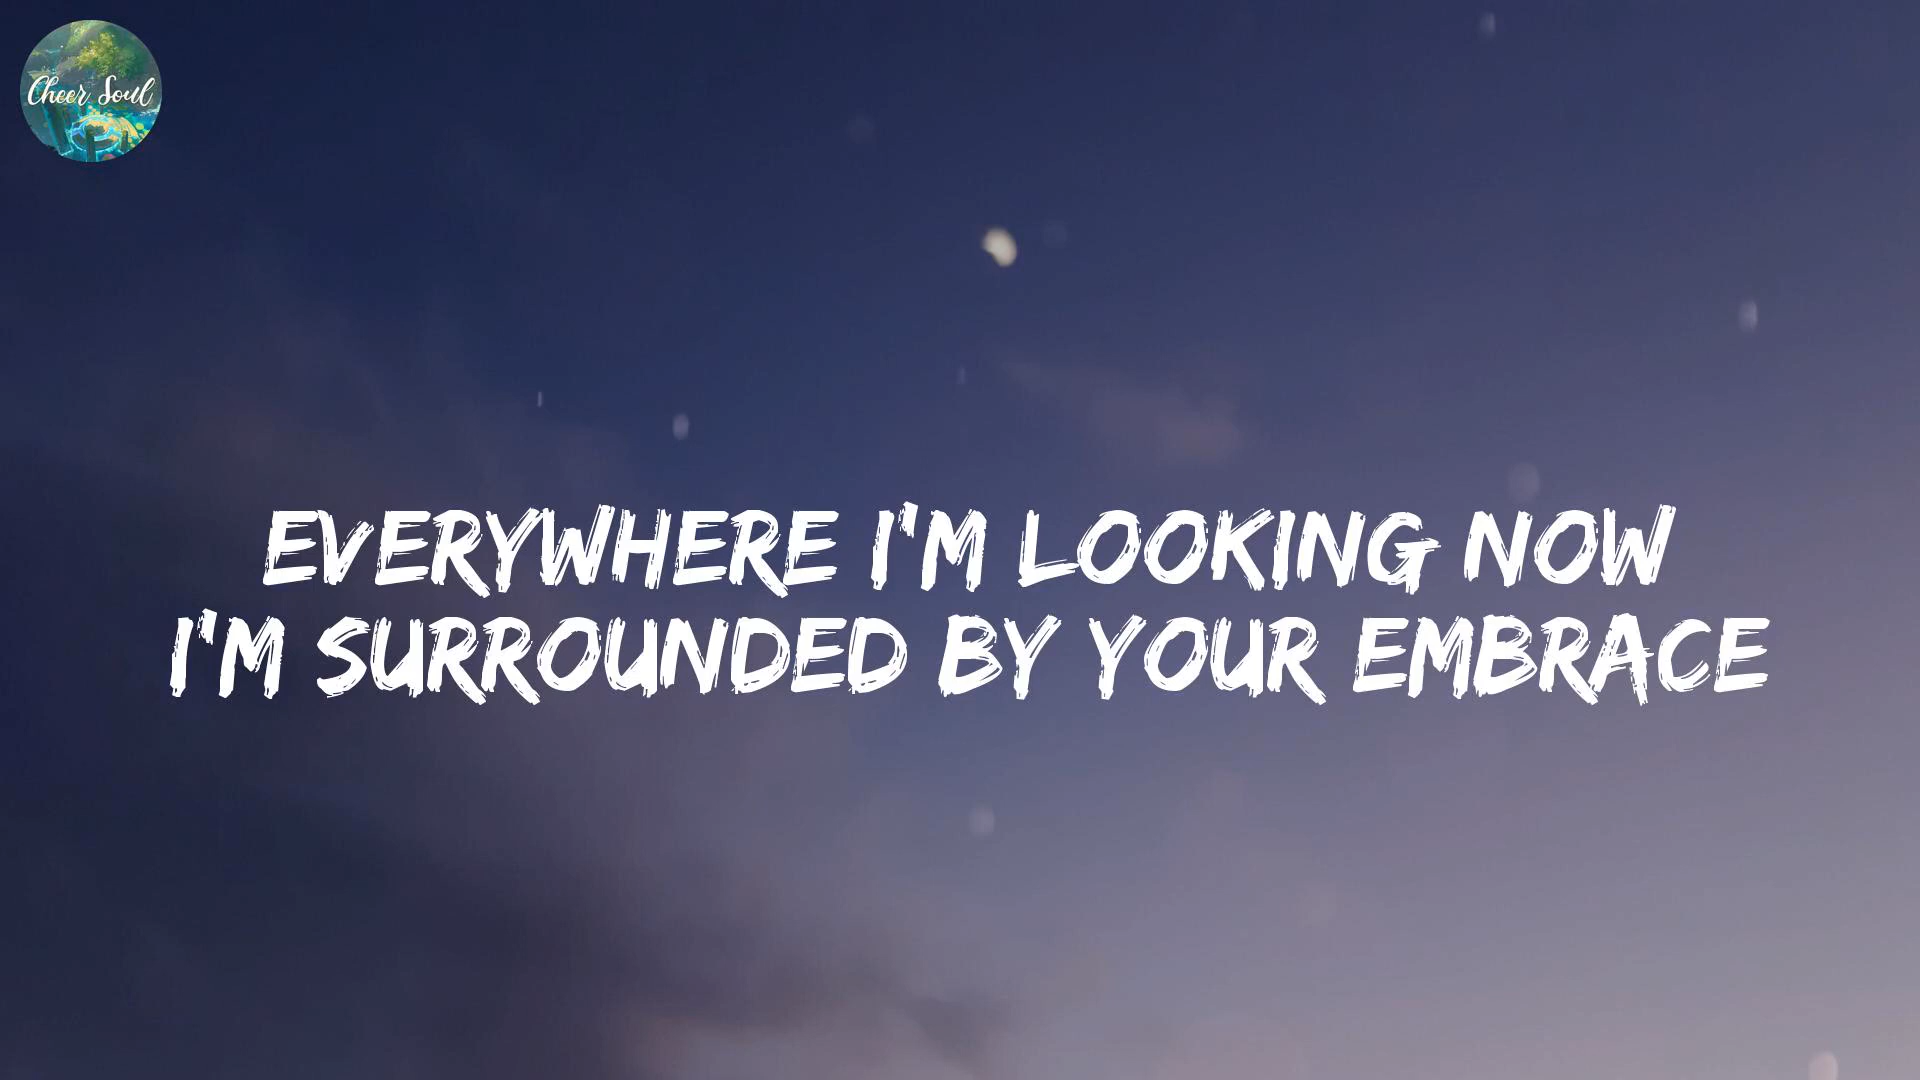 Cheer Soul
EVERYWHERE I'M LOOKING NOW
I'M SURROUNDED BY YOUR EMBRACE